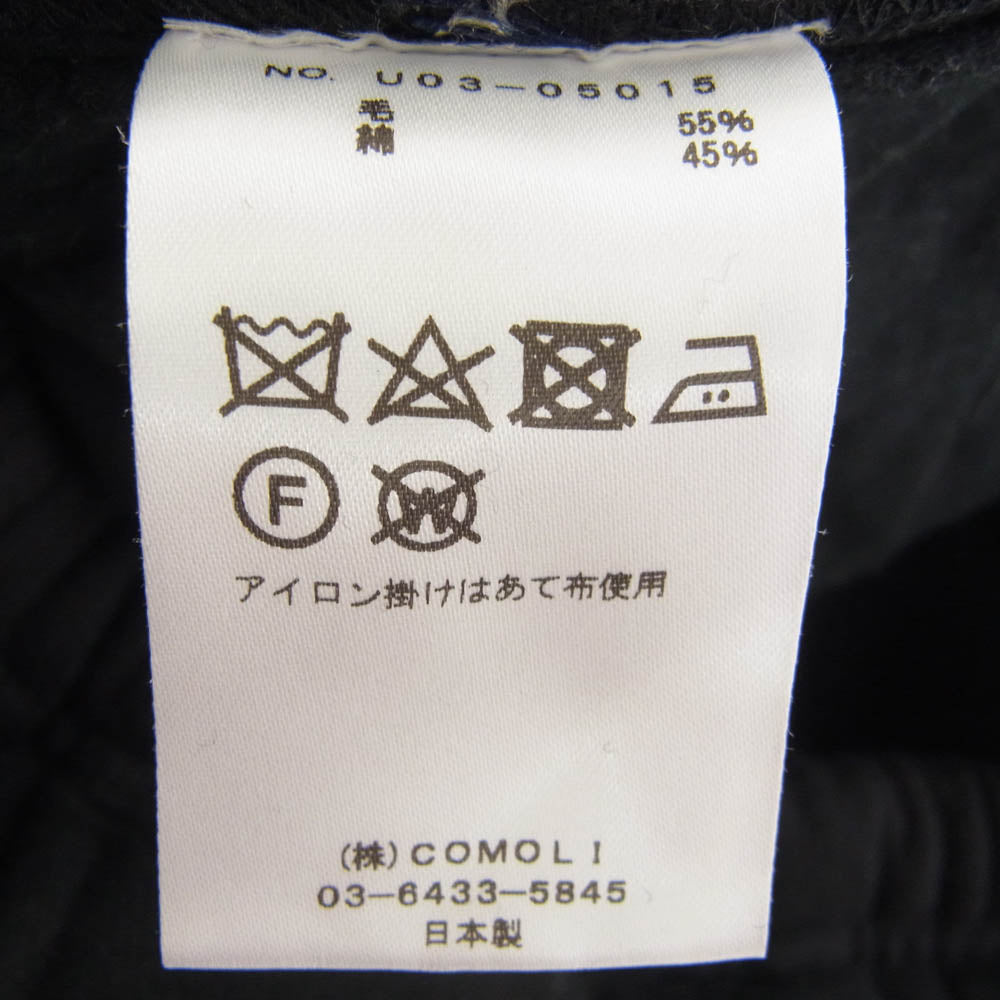 NO. U03-05015
毛 55%
綿 45%
F
W
アイロン掛けはあて布使用
(株)COMOLI
03-6433-5845
日本製